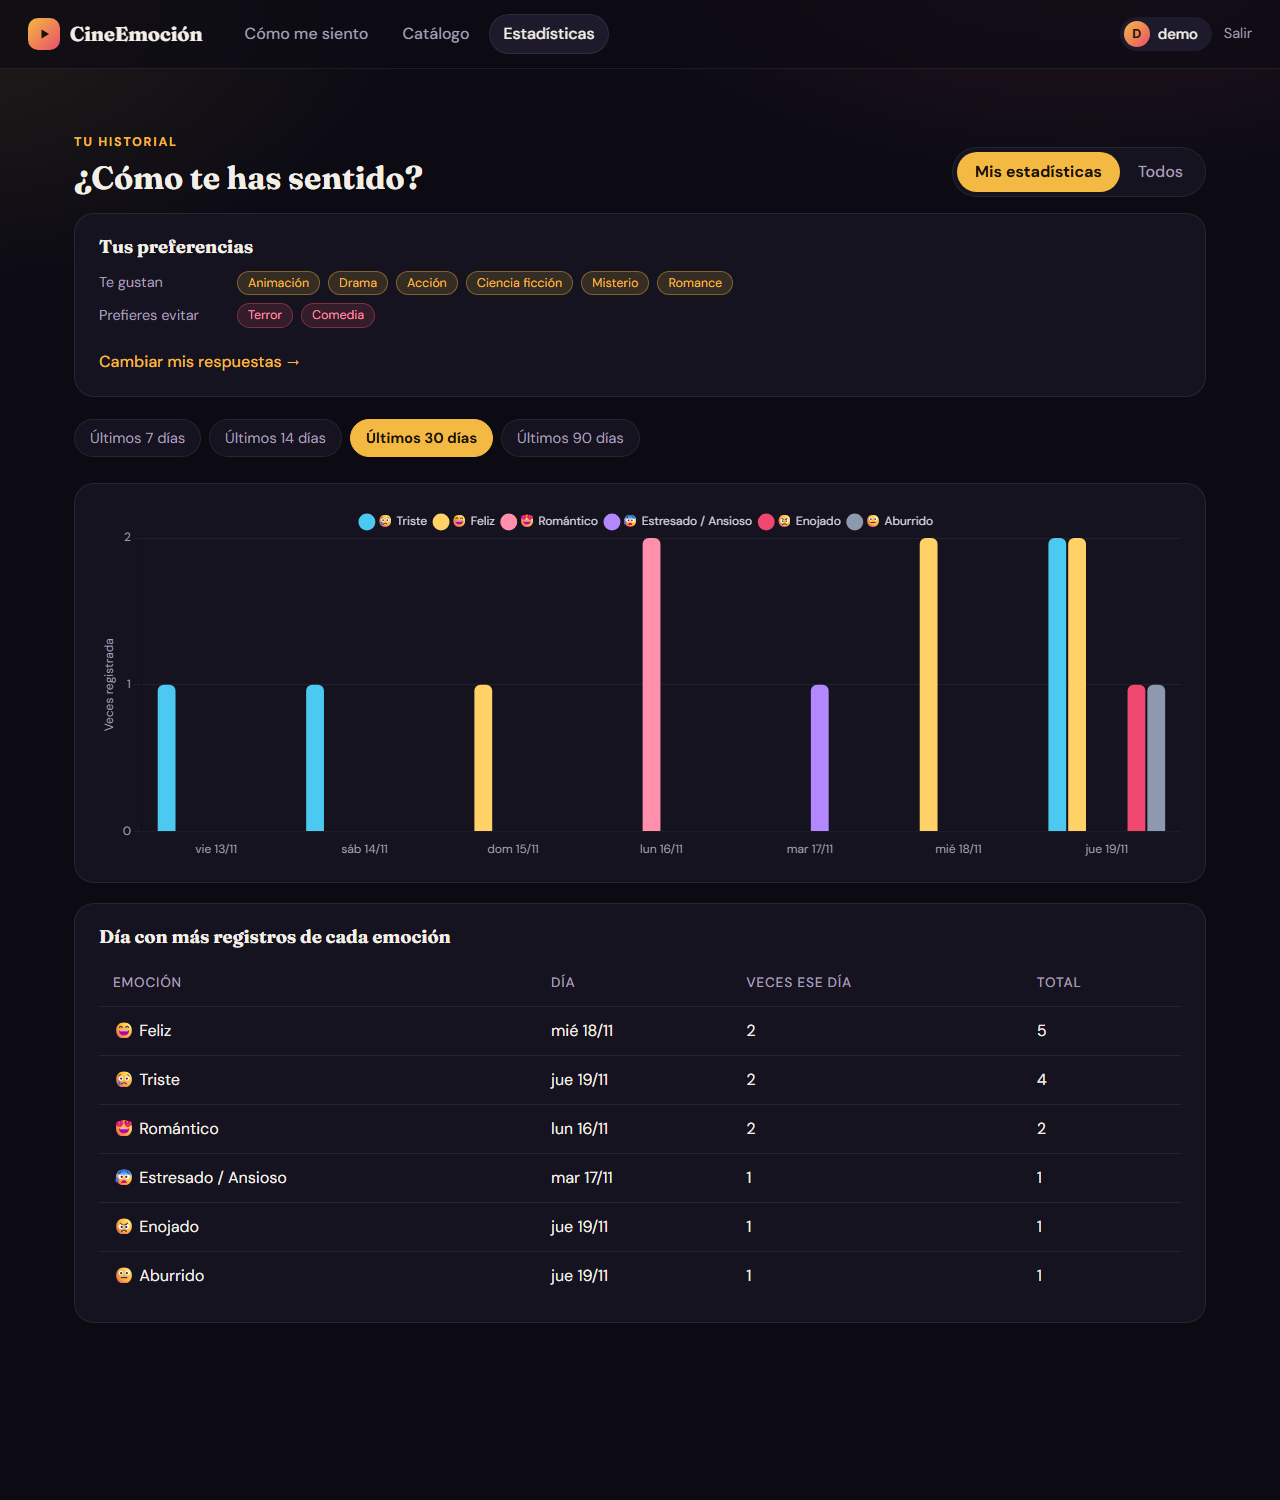 CineEmoción Cómo me siento Catálogo Estadísticas D demo Salir
TU HISTORIAL
¿Cómo te has sentido?
Mis estadísticas Todos
Tus preferencias
Te gustan Animación Drama Acción Ciencia ficción Misterio Romance
Prefieres evitar Terror Comedia
Cambiar mis respuestas →
Últimos 7 días Últimos 14 días Últimos 30 días Últimos 90 días
Triste Feliz Romántico Estresado / Ansioso Enojado Aburrido
2
1
0
Veces registrada
vie 13/11 sáb 14/11 dom 15/11 lun 16/11 mar 17/11 mié 18/11 jue 19/11
Día con más registros de cada emoción
EMOCIÓN DÍA VECES ESE DÍA TOTAL
Feliz mié 18/11 2 5
Triste jue 19/11 2 4
Romántico lun 16/11 2 2
Estresado / Ansioso mar 17/11 1 1
Enojado jue 19/11 1 1
Aburrido jue 19/11 1 1